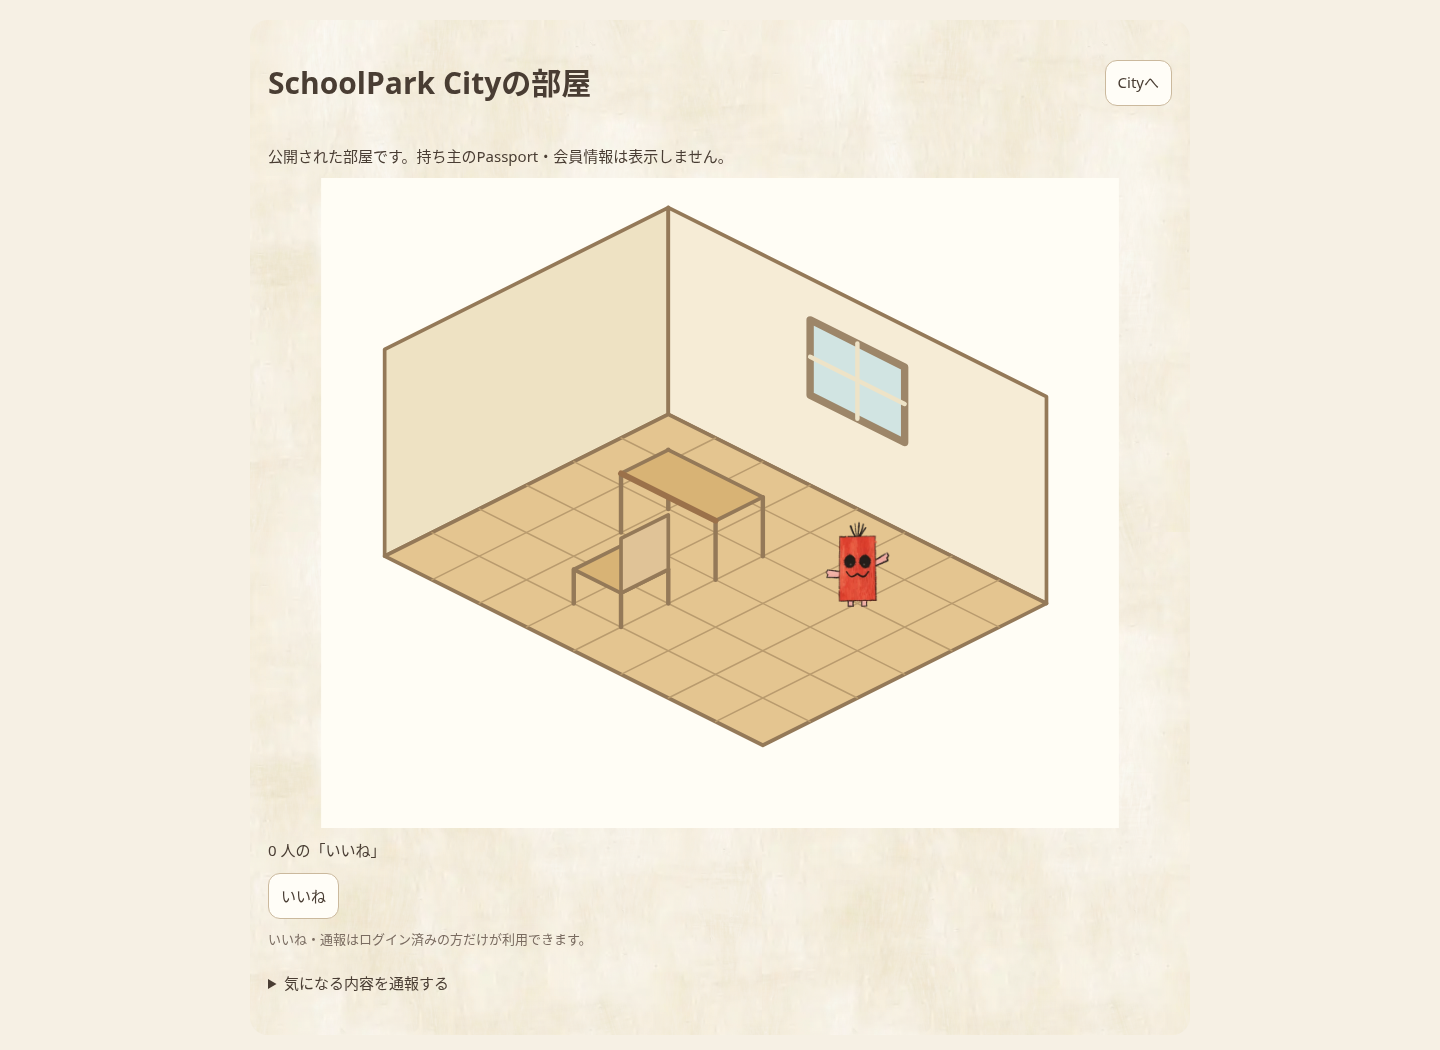 SchoolPark Cityの部屋
Cityへ
公開された部屋です。持ち主のPassport・会員情報は表示しません。
0 人の「いいね」
いいね
いいね・通報はログイン済みの方だけが利用できます。
気になる内容を通報する